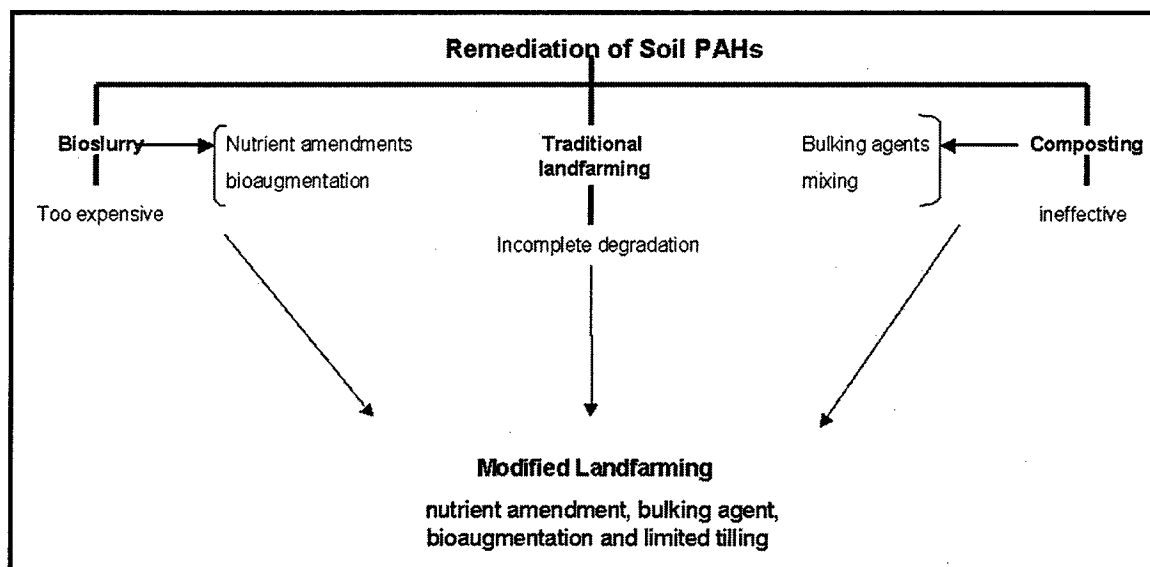 Remediation of Soil PAHs
Bioslurry
Nutrient amendments
bioaugmentation
Too expensive
Traditional
landfarming
Incomplete degradation
Bulking agents
mixing
Composting
ineffective
Modified Landfarming
nutrient amendment, bulking agent,
bioaugmentation and limited tilling